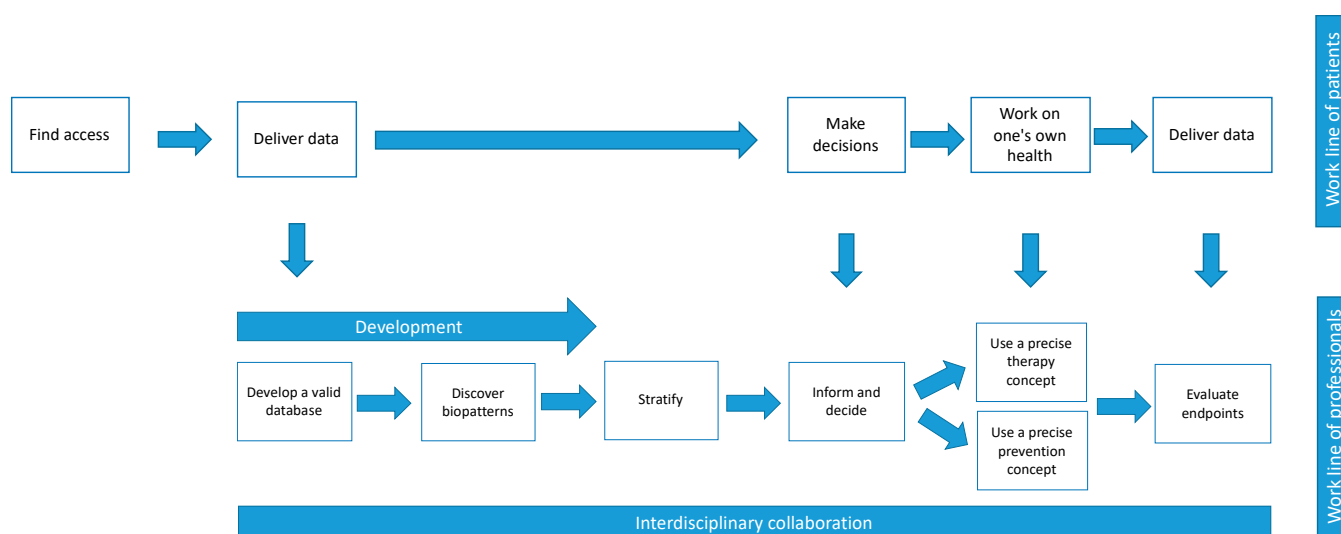 Find access
Deliver data
Make
decisions
Work on
one's own
health
Deliver data
Work line of patients
Development
Develop a valid
database
Discover
biopatterns
Stratify
Inform and
decide
Use a precise
therapy
concept
Use a precise
prevention
concept
Evaluate
endpoints
Work line of professionals
Interdisciplinary collaboration